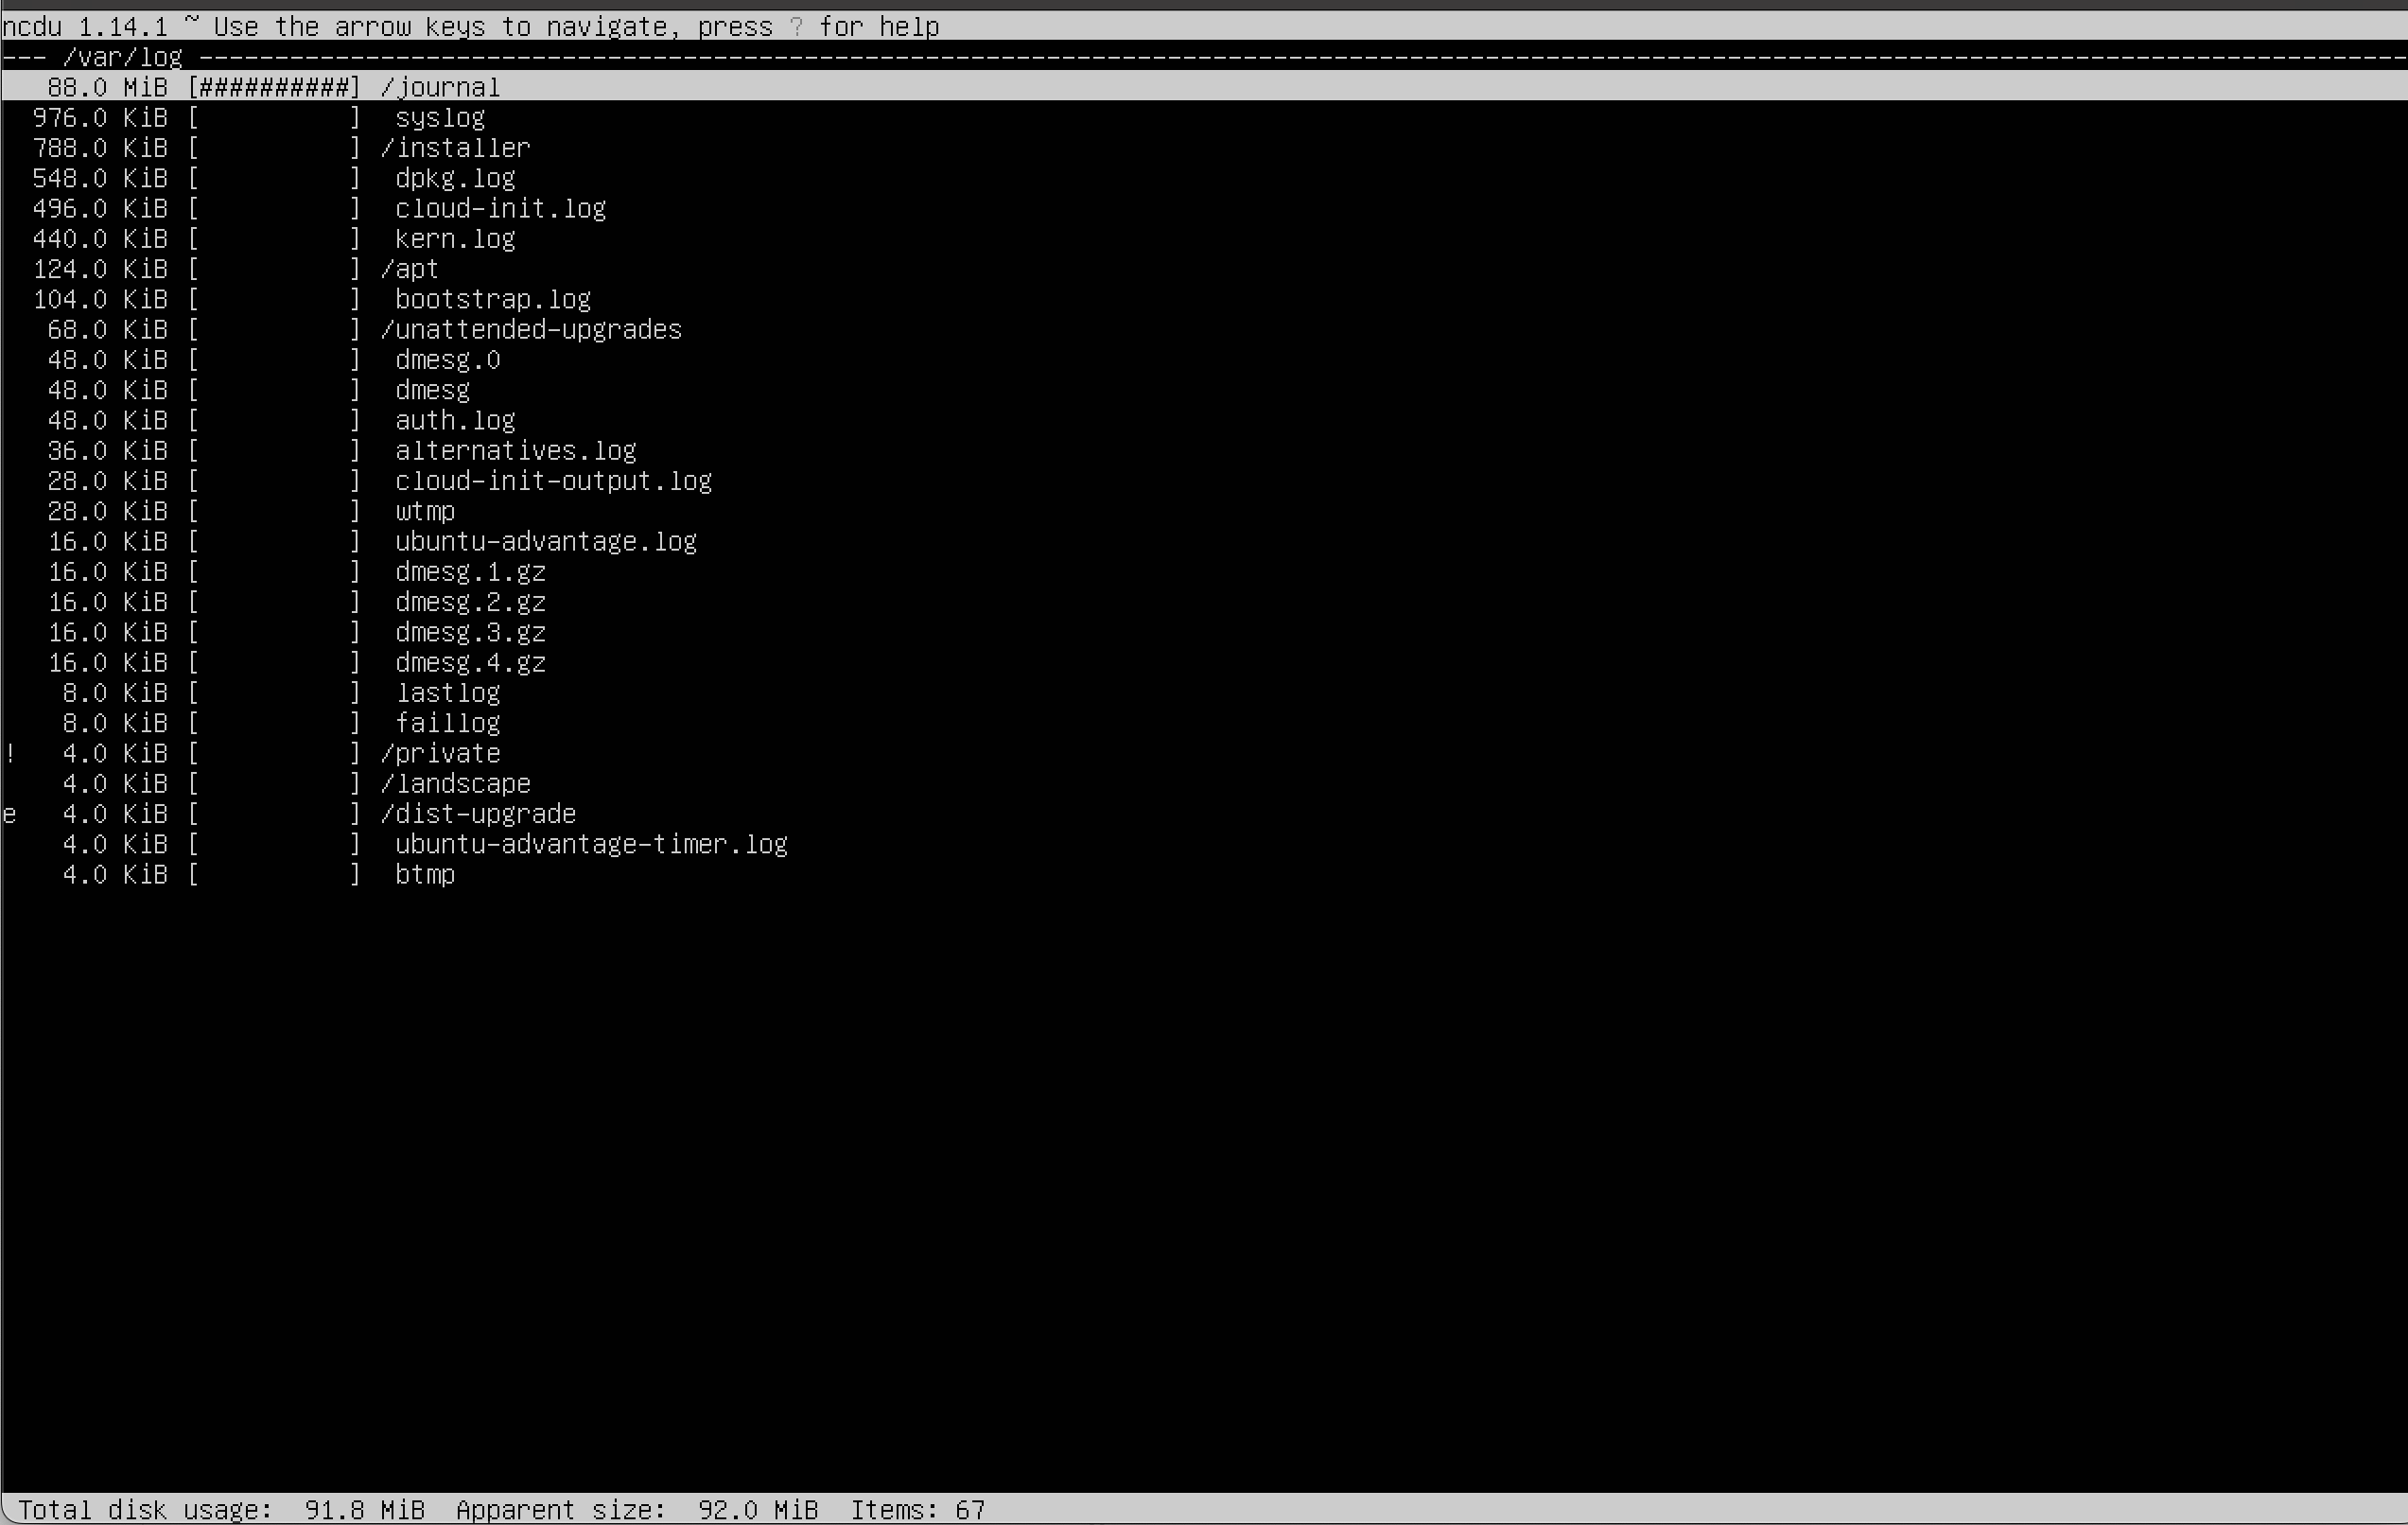 ncdu 1.14.1 ~ Use the arrow keys to navigate, press ? for help
--- /var/log ----------------------------------------------------------------------------------------------------------------------------------------------------
   88.0 MiB [##########] /journal
  976.0 KiB [          ]  syslog
  788.0 KiB [          ] /installer
  548.0 KiB [          ]  dpkg.log
  496.0 KiB [          ]  cloud-init.log
  440.0 KiB [          ]  kern.log
  124.0 KiB [          ] /apt
  104.0 KiB [          ]  bootstrap.log
   68.0 KiB [          ] /unattended-upgrades
   48.0 KiB [          ]  dmesg.0
   48.0 KiB [          ]  dmesg
   48.0 KiB [          ]  auth.log
   36.0 KiB [          ]  alternatives.log
   28.0 KiB [          ]  cloud-init-output.log
   28.0 KiB [          ]  wtmp
   16.0 KiB [          ]  ubuntu-advantage.log
   16.0 KiB [          ]  dmesg.1.gz
   16.0 KiB [          ]  dmesg.2.gz
   16.0 KiB [          ]  dmesg.3.gz
   16.0 KiB [          ]  dmesg.4.gz
    8.0 KiB [          ]  lastlog
    8.0 KiB [          ]  faillog
!   4.0 KiB [          ] /private
    4.0 KiB [          ] /landscape
e   4.0 KiB [          ] /dist-upgrade
    4.0 KiB [          ]  ubuntu-advantage-timer.log
    4.0 KiB [          ]  btmp
 Total disk usage:  91.8 MiB  Apparent size:  92.0 MiB  Items: 67